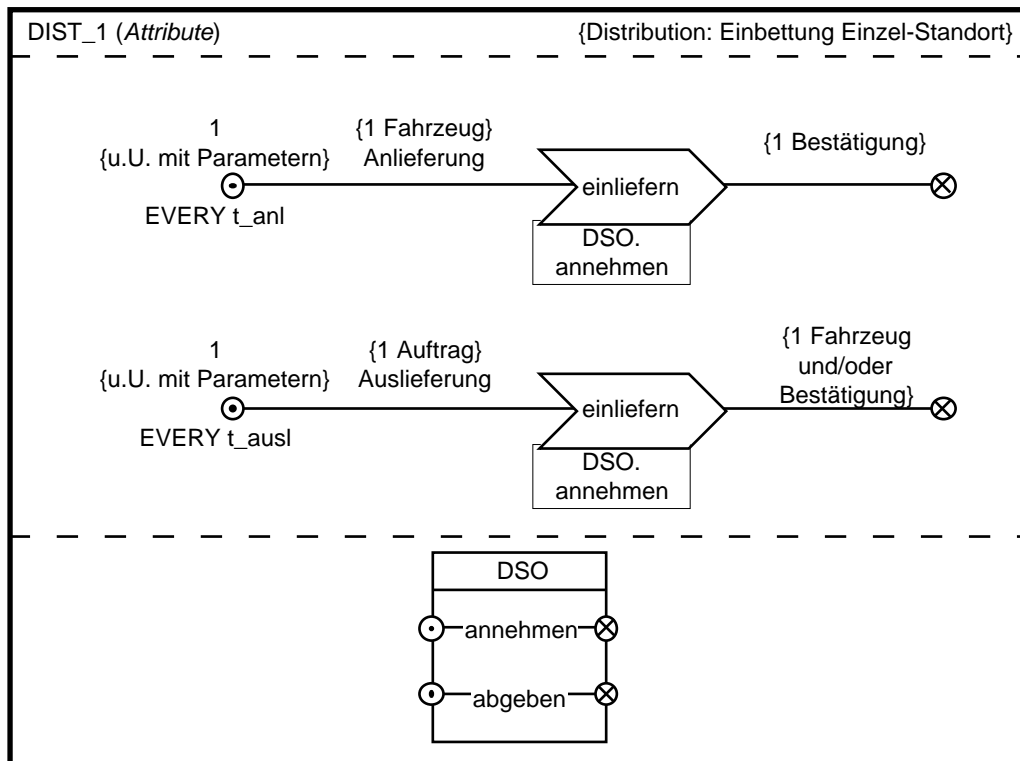 DIST_1 (Attribute) {Distribution: Einbettung Einzel-Standort}
1
{u.U. mit Parametern}
EVERY t_anl
{1 Fahrzeug}
Anlieferung
einliefern
DSO.
annehmen
{1 Bestätigung}
1
{u.U. mit Parametern}
EVERY t_ausl
{1 Auftrag}
Auslieferung
einliefern
DSO.
annehmen
{1 Fahrzeug
und/oder
Bestätigung}
DSO
annehmen
abgeben